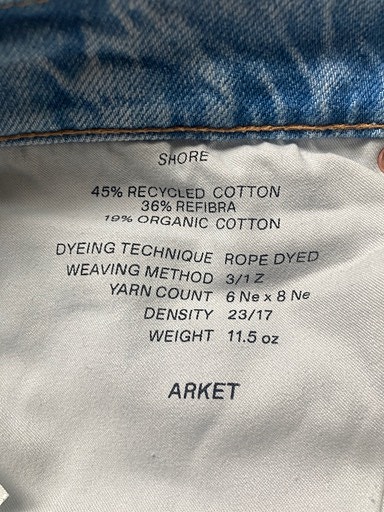 SHORE
45% RECYCLED COTTON
36% REFIBRA
19% ORGANIC COTTON
DYEING TECHNIQUE ROPE DYED
WEAVING METHOD 3/1 Z
YARN COUNT 6 Ne x 8 Ne
DENSITY 23/17
WEIGHT 11.5 oz
ARKET